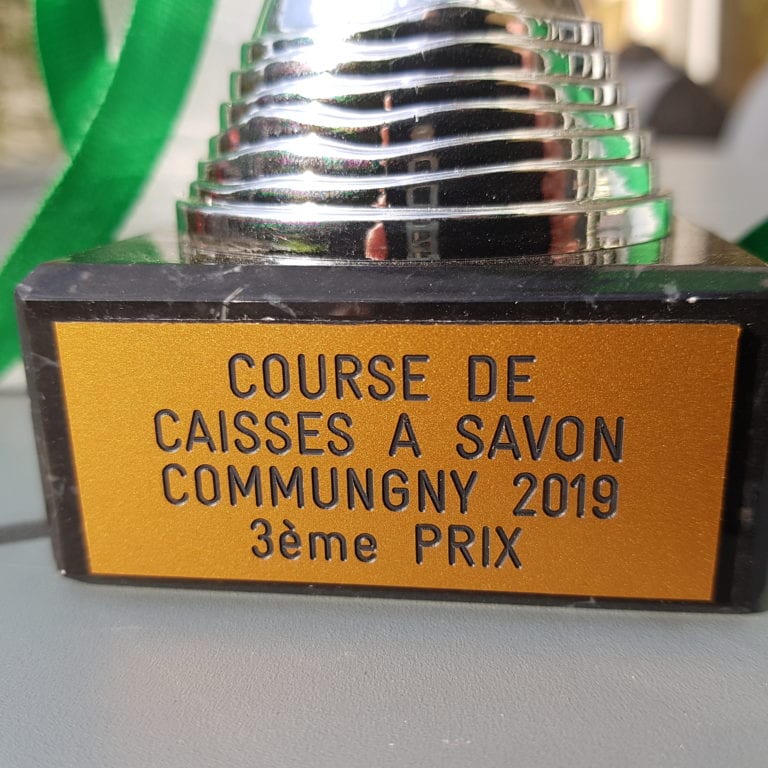 COURSE DE
CAISSES A SAVON
COMMUNGNY 2019
3ème PRIX